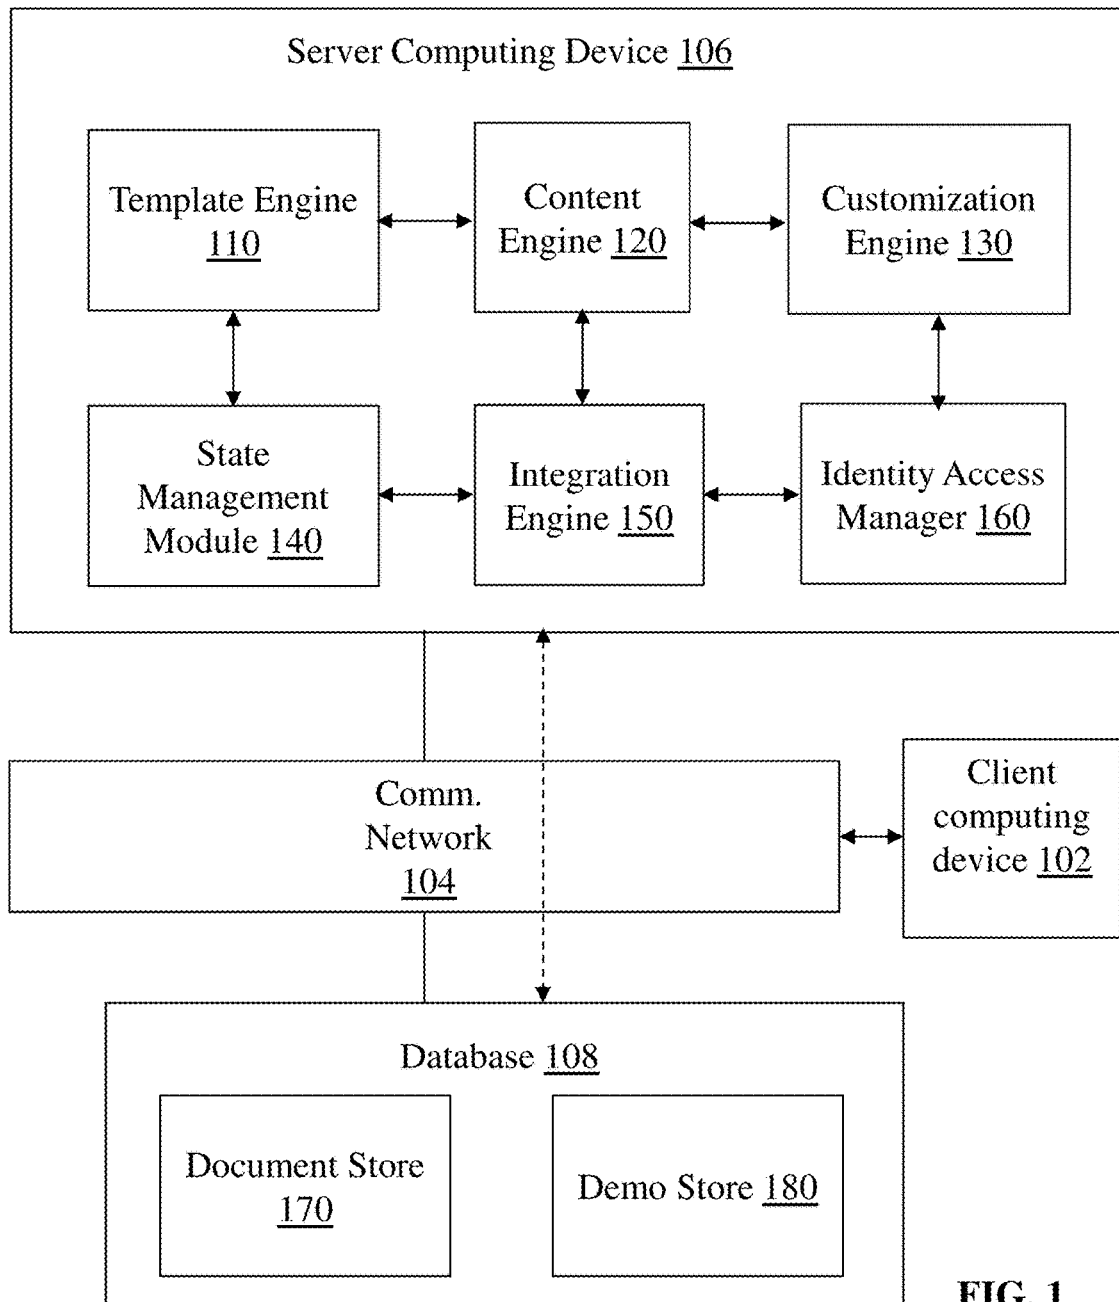 Server Computing Device 106
Template Engine
110
Content
Engine 120
Customization
Engine 130
State
Management
Module 140
Integration
Engine 150
Identity Access
Manager 160
Comm.
Network
104
Client
computing
device 102
Database 108
Document Store
170
Demo Store 180
FIG. 1